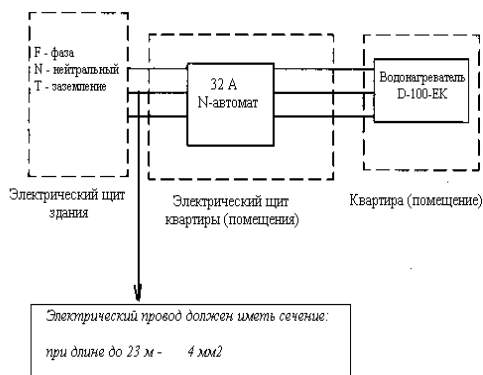 F - фаза
N - нейтральный
Т - заземление
32 А
N-автомат
Водонагреватель
D-100-EK
Электрический щит
здания
Электрический щит
квартиры (помещения)
Квартира (помещение)
Электрический провод должен иметь сечение:
при длине до 23 м - 4 мм2